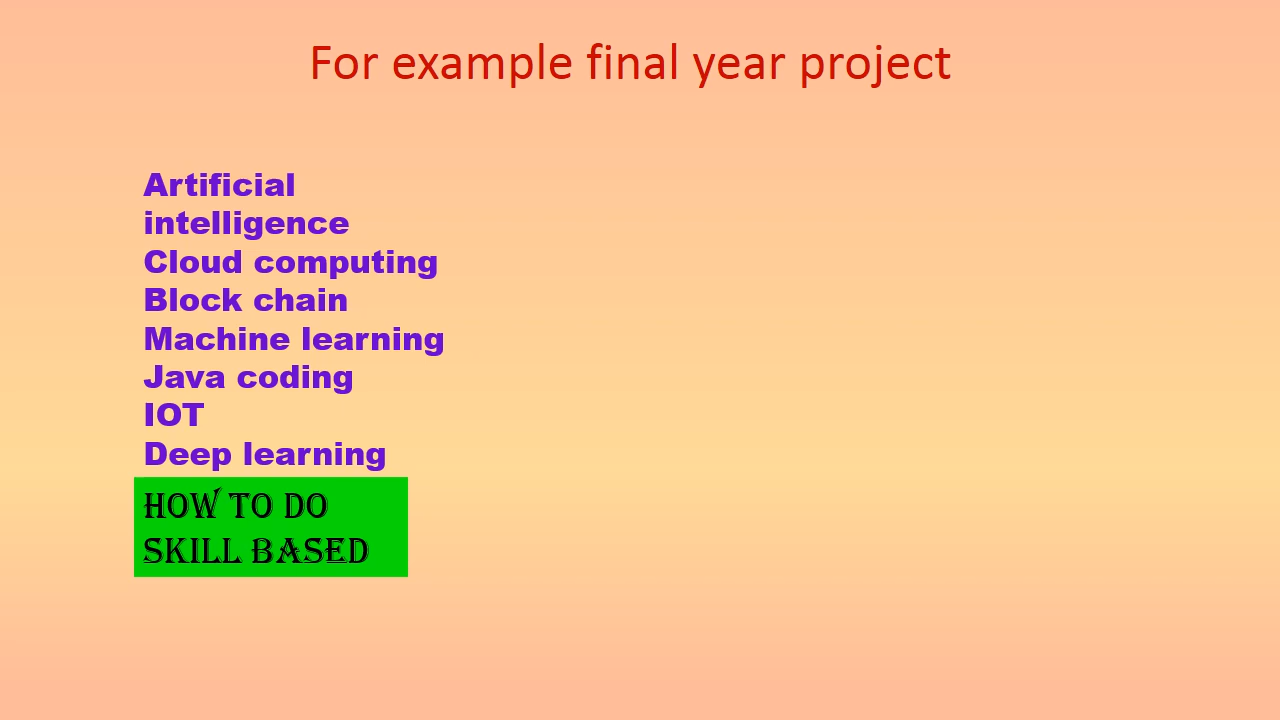 For example final year project
Artificial
intelligence
Cloud computing
Block chain
Machine learning
Java coding
IOT
Deep learning
HOW TO DO
SKILL BASED